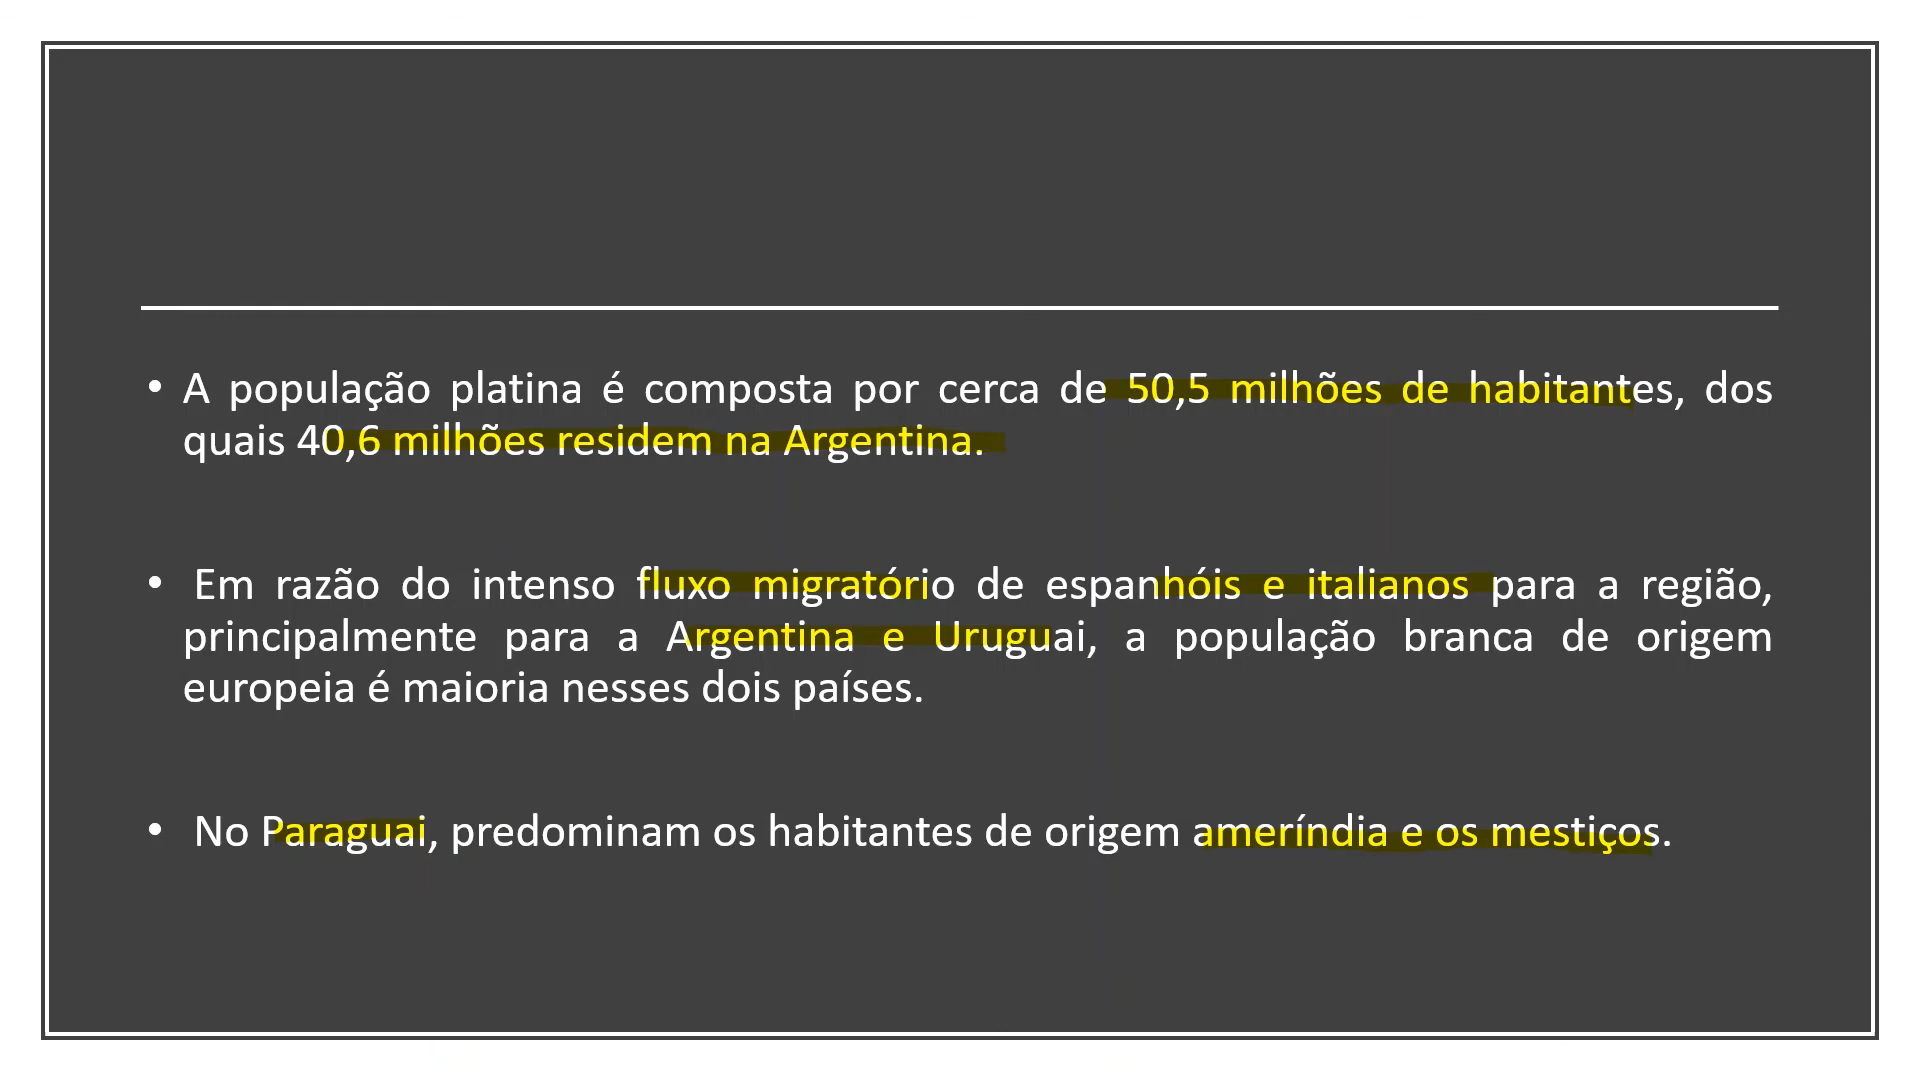 • A população platina é composta por cerca de 50,5 milhões de habitantes, dos
quais 40,6 milhões residem na Argentina.
• Em razão do intenso fluxo migratório de espanhóis e italianos para a região,
principalmente para a Argentina e Uruguai, a população branca de origem
europeia é maioria nesses dois países.
• No Paraguai, predominam os habitantes de origem ameríndia e os mestiços.